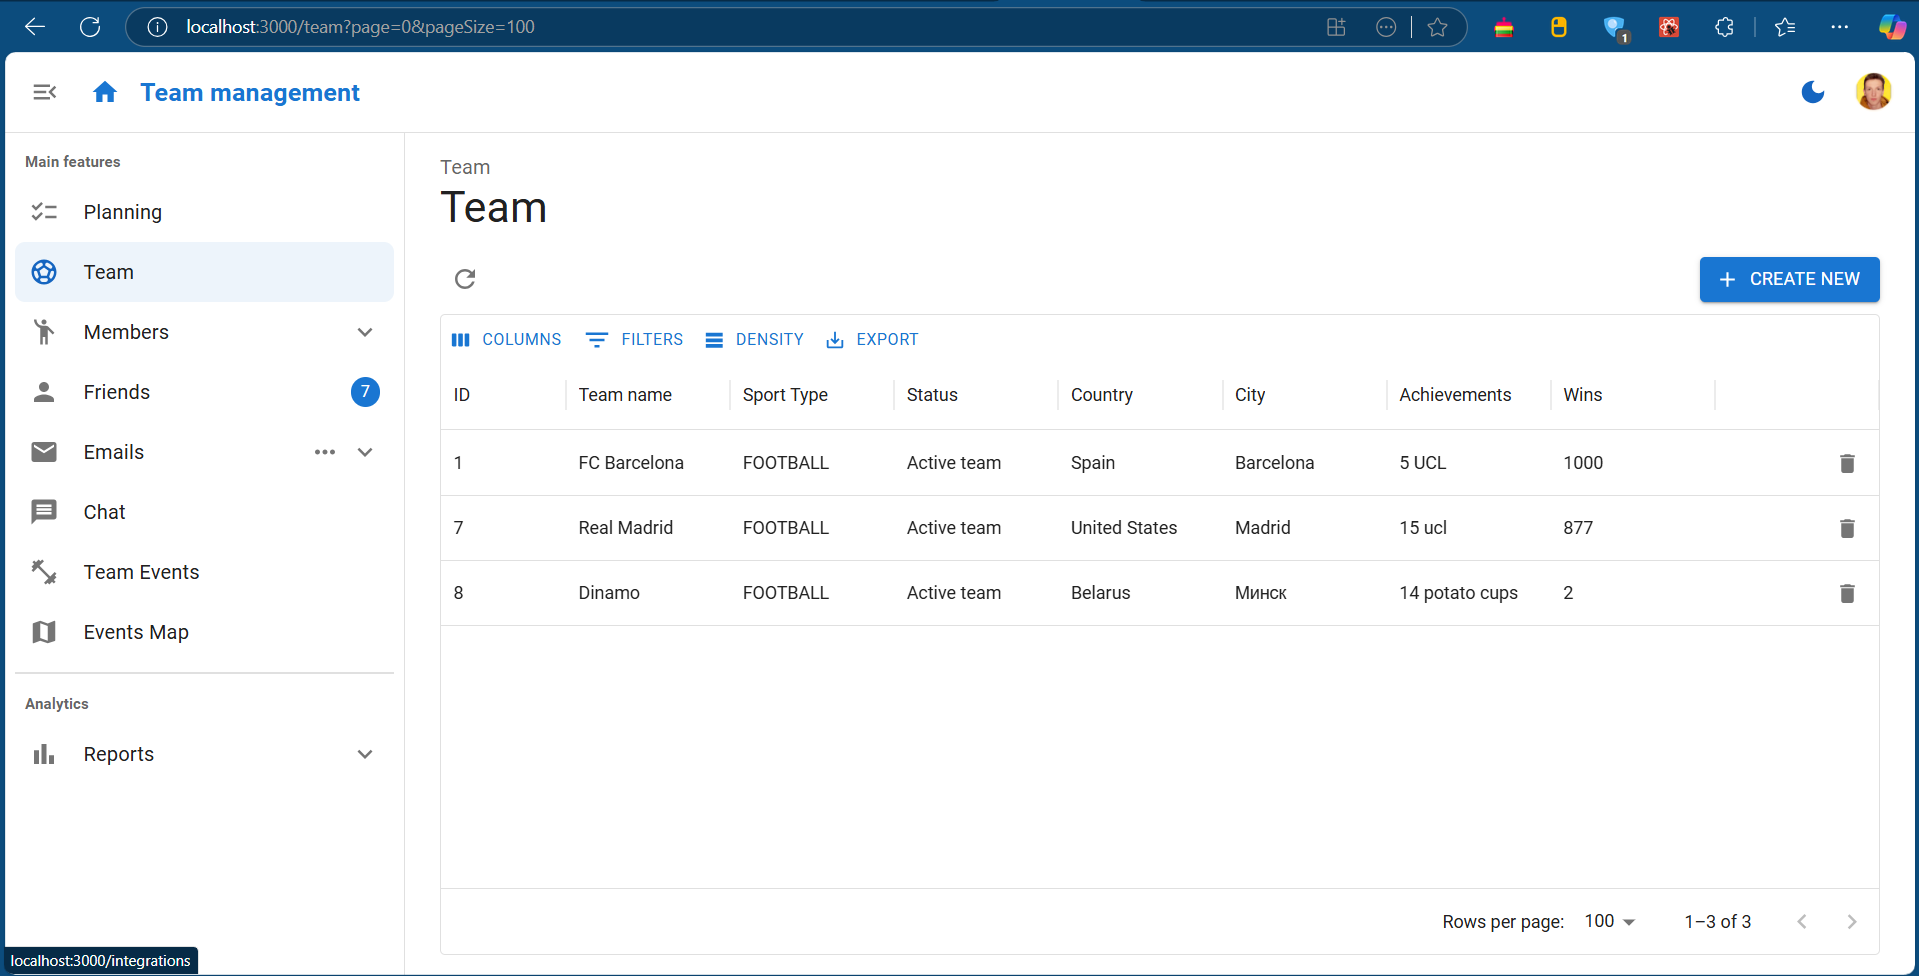 localhost:3000/team?page=0&pageSize=100
1
Team management
Main features
Planning
Team
Members
Friends
7
Emails
Chat
Team Events
Events Map
Analytics
Reports
Team
Team
CREATE NEW
COLUMNS FILTERS DENSITY EXPORT
ID Team name Sport Type Status Country City Achievements Wins
1 FC Barcelona FOOTBALL Active team Spain Barcelona 5 UCL 1000
7 Real Madrid FOOTBALL Active team United States Madrid 15 ucl 877
8 Dinamo FOOTBALL Active team Belarus Минск 14 potato cups 2
Rows per page: 100 1–3 of 3
localhost:3000/integrations